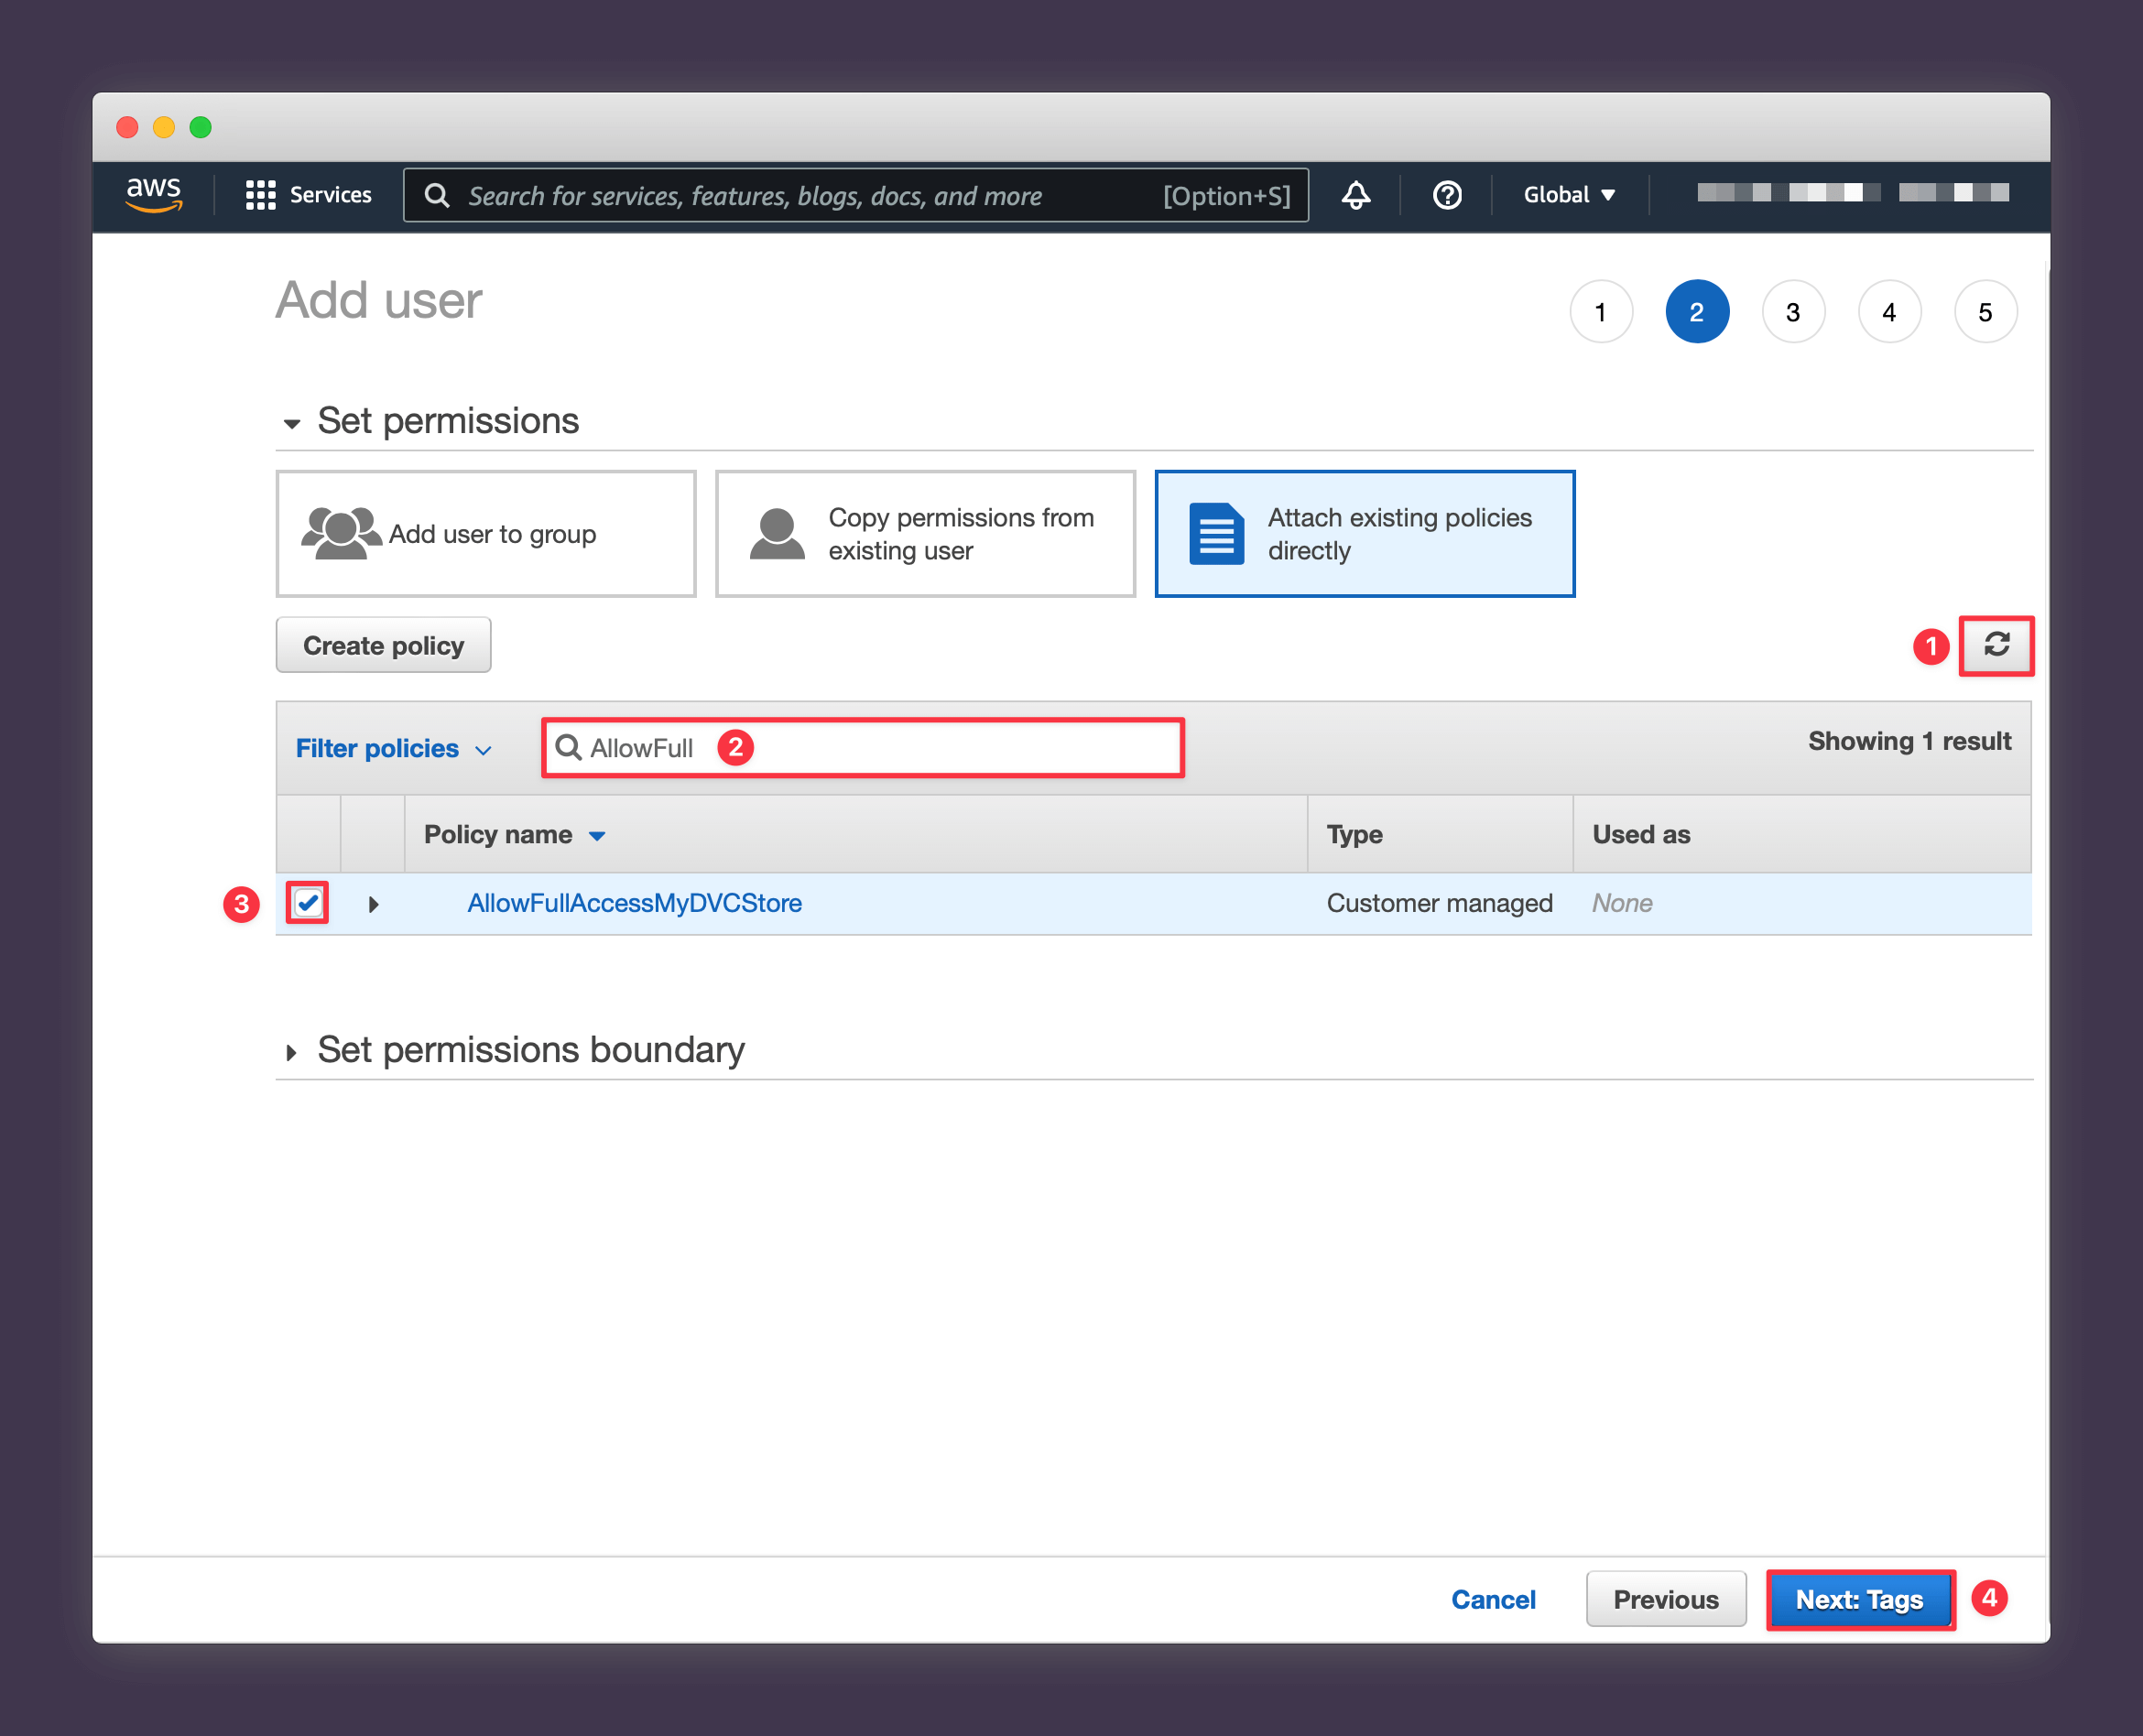 aws
Services
Search for services, features, blogs, docs, and more
[Option+S]
Global
Add user
1
2
3
4
5
Set permissions
Add user to group
Copy permissions from
existing user
Attach existing policies
directly
Create policy
1
Filter policies
AllowFull
2
Showing 1 result
Policy name
Type
Used as
3
AllowFullAccessMyDVCStore
Customer managed
None
Set permissions boundary
Cancel
Previous
Next: Tags
4